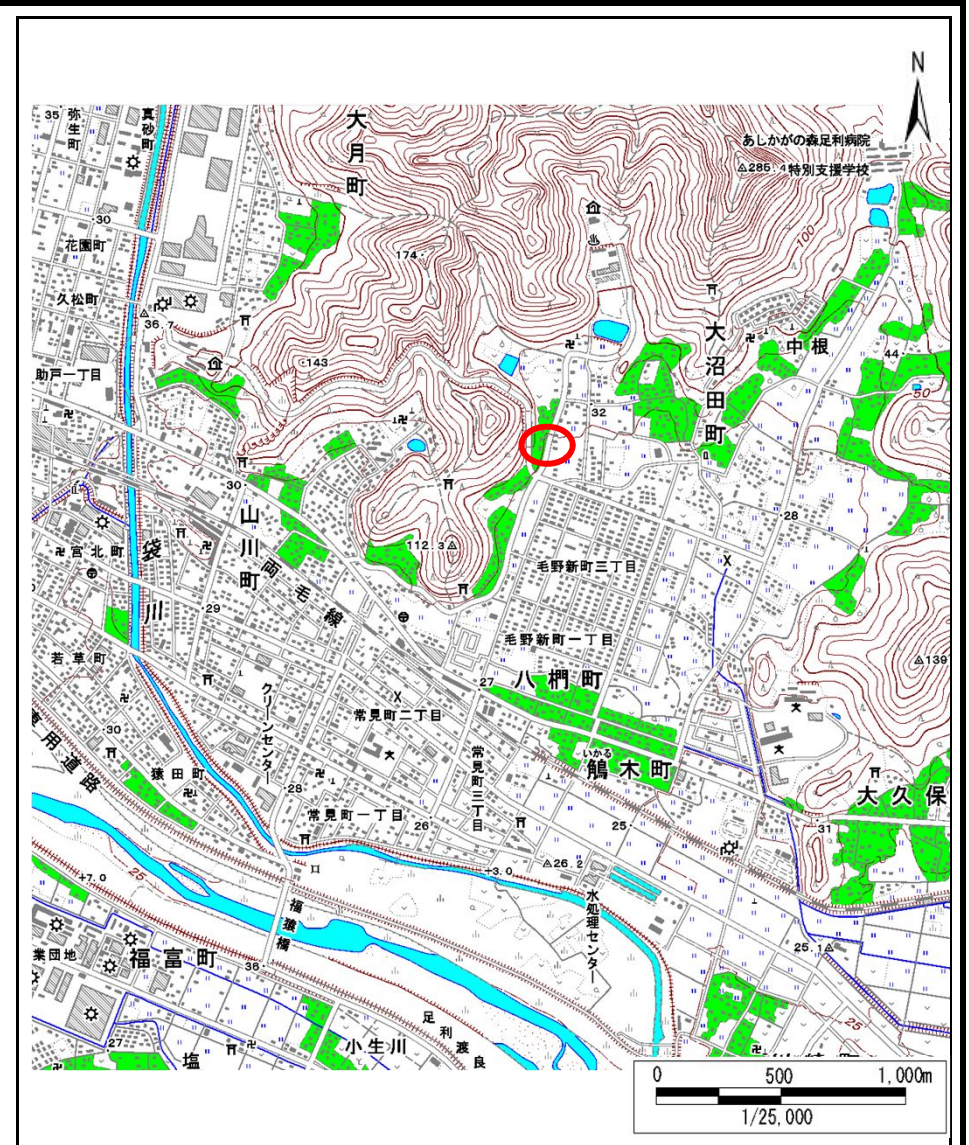 N
大月町
35
弥生町
真砂町
あしかがの森足利病院
285.4
特別支援学校
30
花園町
174
100
久松町
36.7
大沼田町
中根
44
143
助戸一丁目
32
50
30
山川町
28
宮北町
袋川
両毛線
112.3
毛野新町三丁目
29
毛野新町一丁目
若草町
139
27
八椚町
クリーンセンター
常見町二丁目
30
いかる
鵤木町
常見町三丁目
猿田町
大久保
用道路
28
常見町一丁目
26
25
31
26.2
+3.0
+7.0
25
水処理センター
福猿橋
25.1
業団地
福富町
36
足利渡良
25
27
小生川
塩
0 500 1,000m
1/25,000